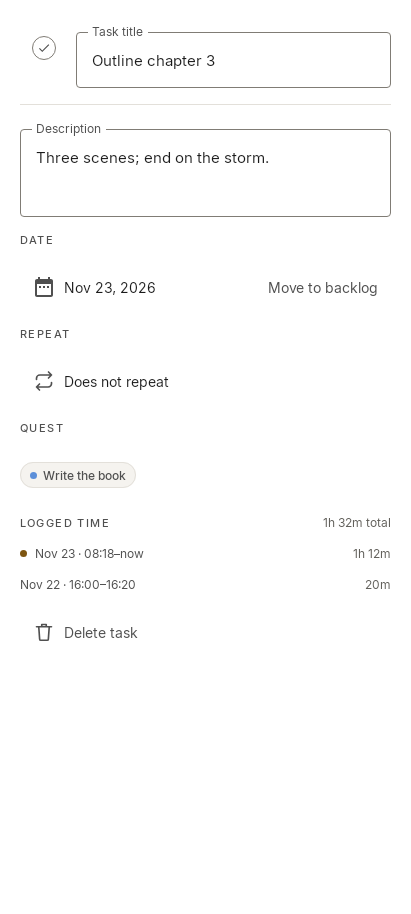 Task title
Outline chapter 3
Description
Three scenes; end on the storm.
DATE
Nov 23, 2026
Move to backlog
REPEAT
Does not repeat
QUEST
Write the book
LOGGED TIME
1h 32m total
Nov 23 · 08:18–now
1h 12m
Nov 22 · 16:00–16:20
20m
Delete task